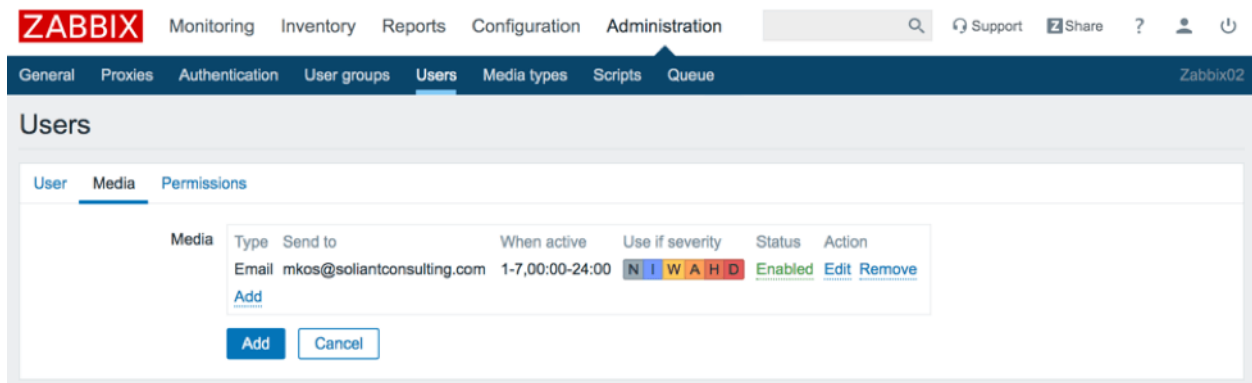 ZABBIX Monitoring Inventory Reports Configuration Administration Support Z Share ?
General Proxies Authentication User groups Users Media types Scripts Queue Zabbix02
Users
User Media Permissions
Media Type Send to When active Use if severity Status Action
Email mkos@soliantconsulting.com 1-7,00:00-24:00 N I W A H D Enabled Edit Remove
Add
Add Cancel